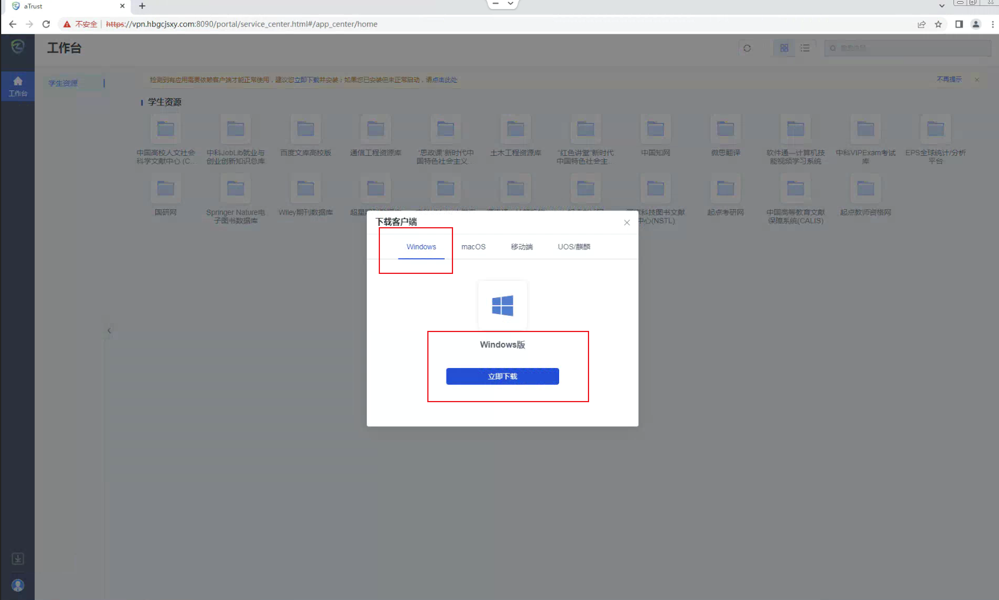 aTrust
不安全
https://vpn.hbgcjsxy.com:8090/portal/service_center.html#/app_center/home
工作台
工作台
学生资源
检测到有应用需要依赖客户端才能正常使用，建议您立即下载并安装；如果您已安装但未正常启动，请点击此处
不再提示
学生资源
中国高校人文社会
科学文献中心 (C...
中科JobLib就业与
创业创新知识总库
百度文库高校版
通信工程资源库
“思政课”新时代中
国特色社会主义...
土木工程资源库
“红色讲堂”新时代
中国特色社会主...
中国知网
傲思翻译
软件通—计算机技
能视频学习系统
中科VIPExam考试
库
EPS全球统计/分析
平台
国研网
Springer Nature电
子图书数据库
Wiley期刊数据库
科技图书文献
中心(NSTL)
起点考研网
中国高等教育文献
保障系统(CALIS)
起点教师资格网
下载客户端
Windows
macOS
移动端
UOS/麒麟
Windows版
立即下载